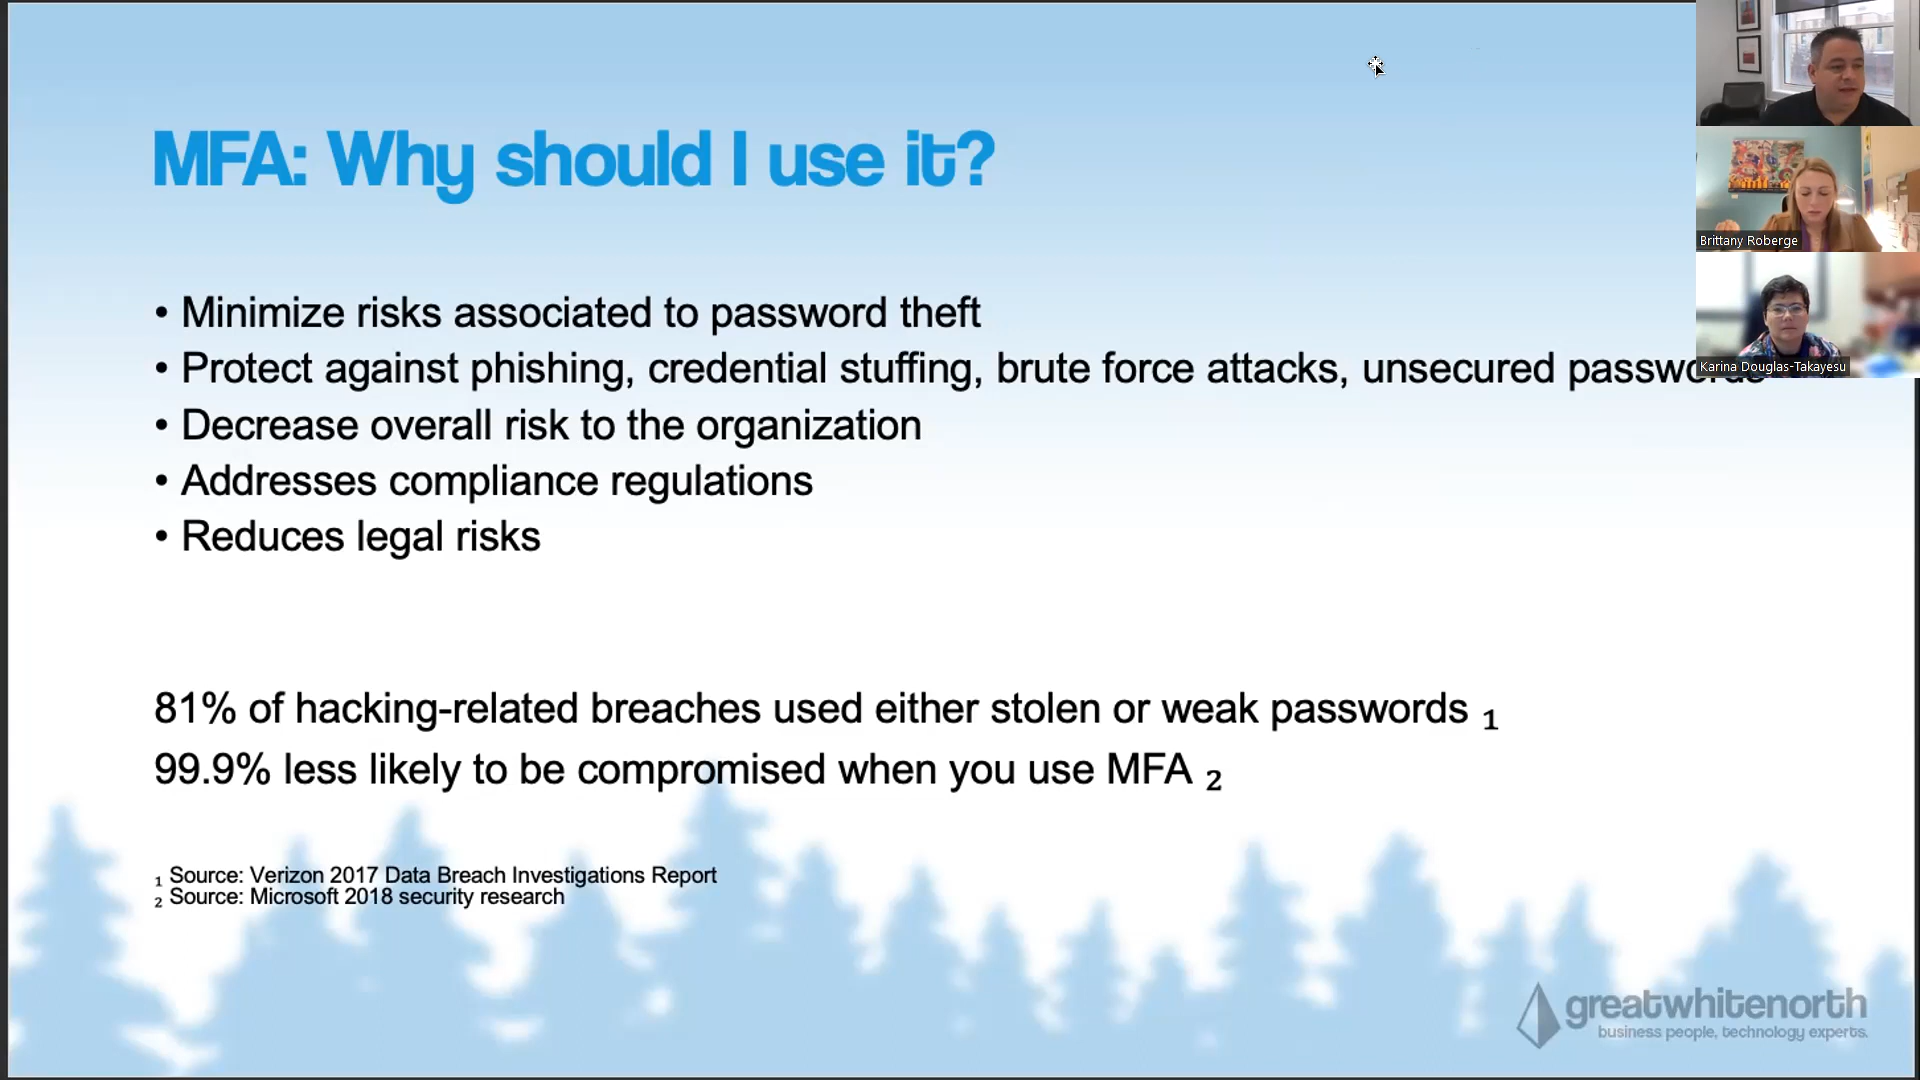 MFA: Why should I use it?
• Minimize risks associated to password theft
• Protect against phishing, credential stuffing, brute force attacks, unsecured passwords
• Decrease overall risk to the organization
• Addresses compliance regulations
• Reduces legal risks
81% of hacking-related breaches used either stolen or weak passwords 1
99.9% less likely to be compromised when you use MFA 2
1 Source: Verizon 2017 Data Breach Investigations Report
2 Source: Microsoft 2018 security research
greatwhitenorth
business people, technology experts.
Brittany Roberge
Karina Douglas-Takayesu